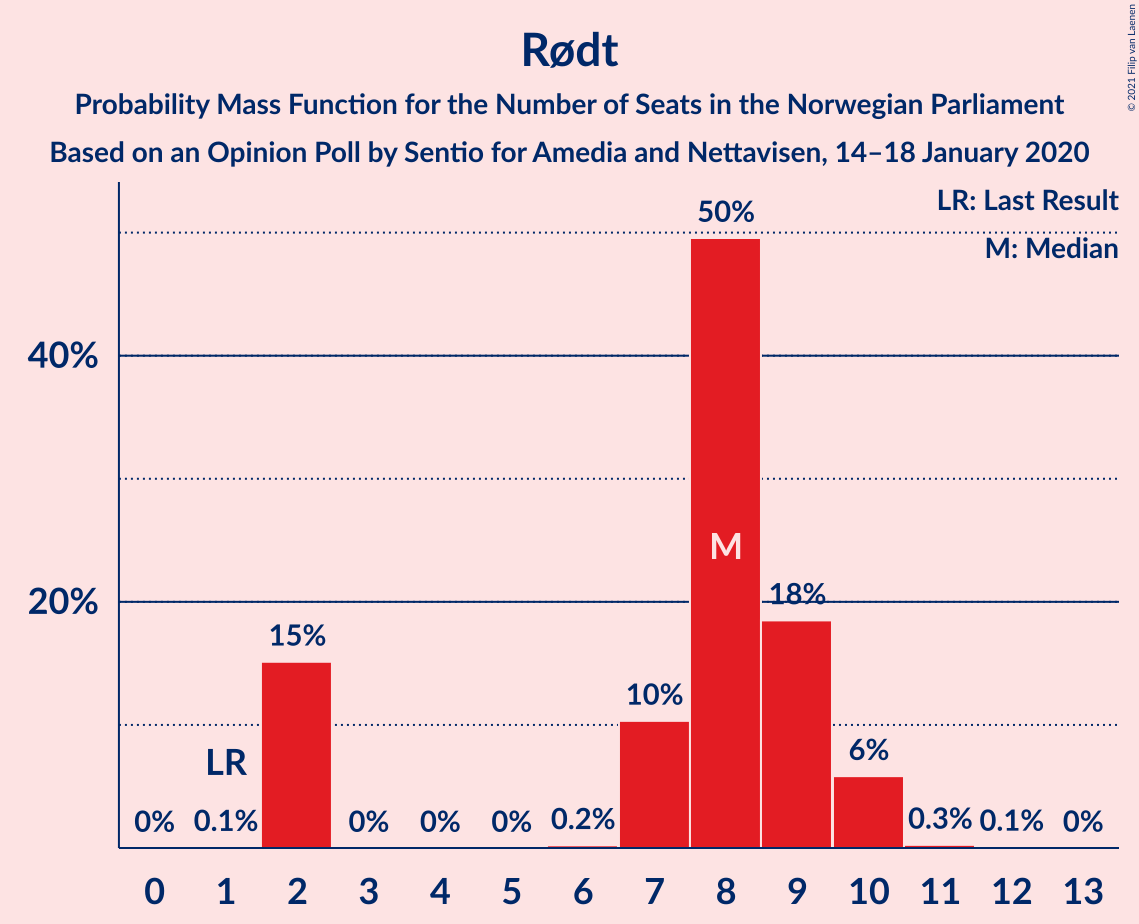 Rødt
Probability Mass Function for the Number of Seats in the Norwegian Parliament
Based on an Opinion Poll by Sentio for Amedia and Nettavisen, 14–18 January 2020
© 2021 Filip van Laenen
LR: Last Result
M: Median
50%
40%
M
20%
18%
15%
10%
LR
6%
0% 0.1% 0% 0% 0% 0.2% 0.3% 0.1% 0%
0 1 2 3 4 5 6 7 8 9 10 11 12 13